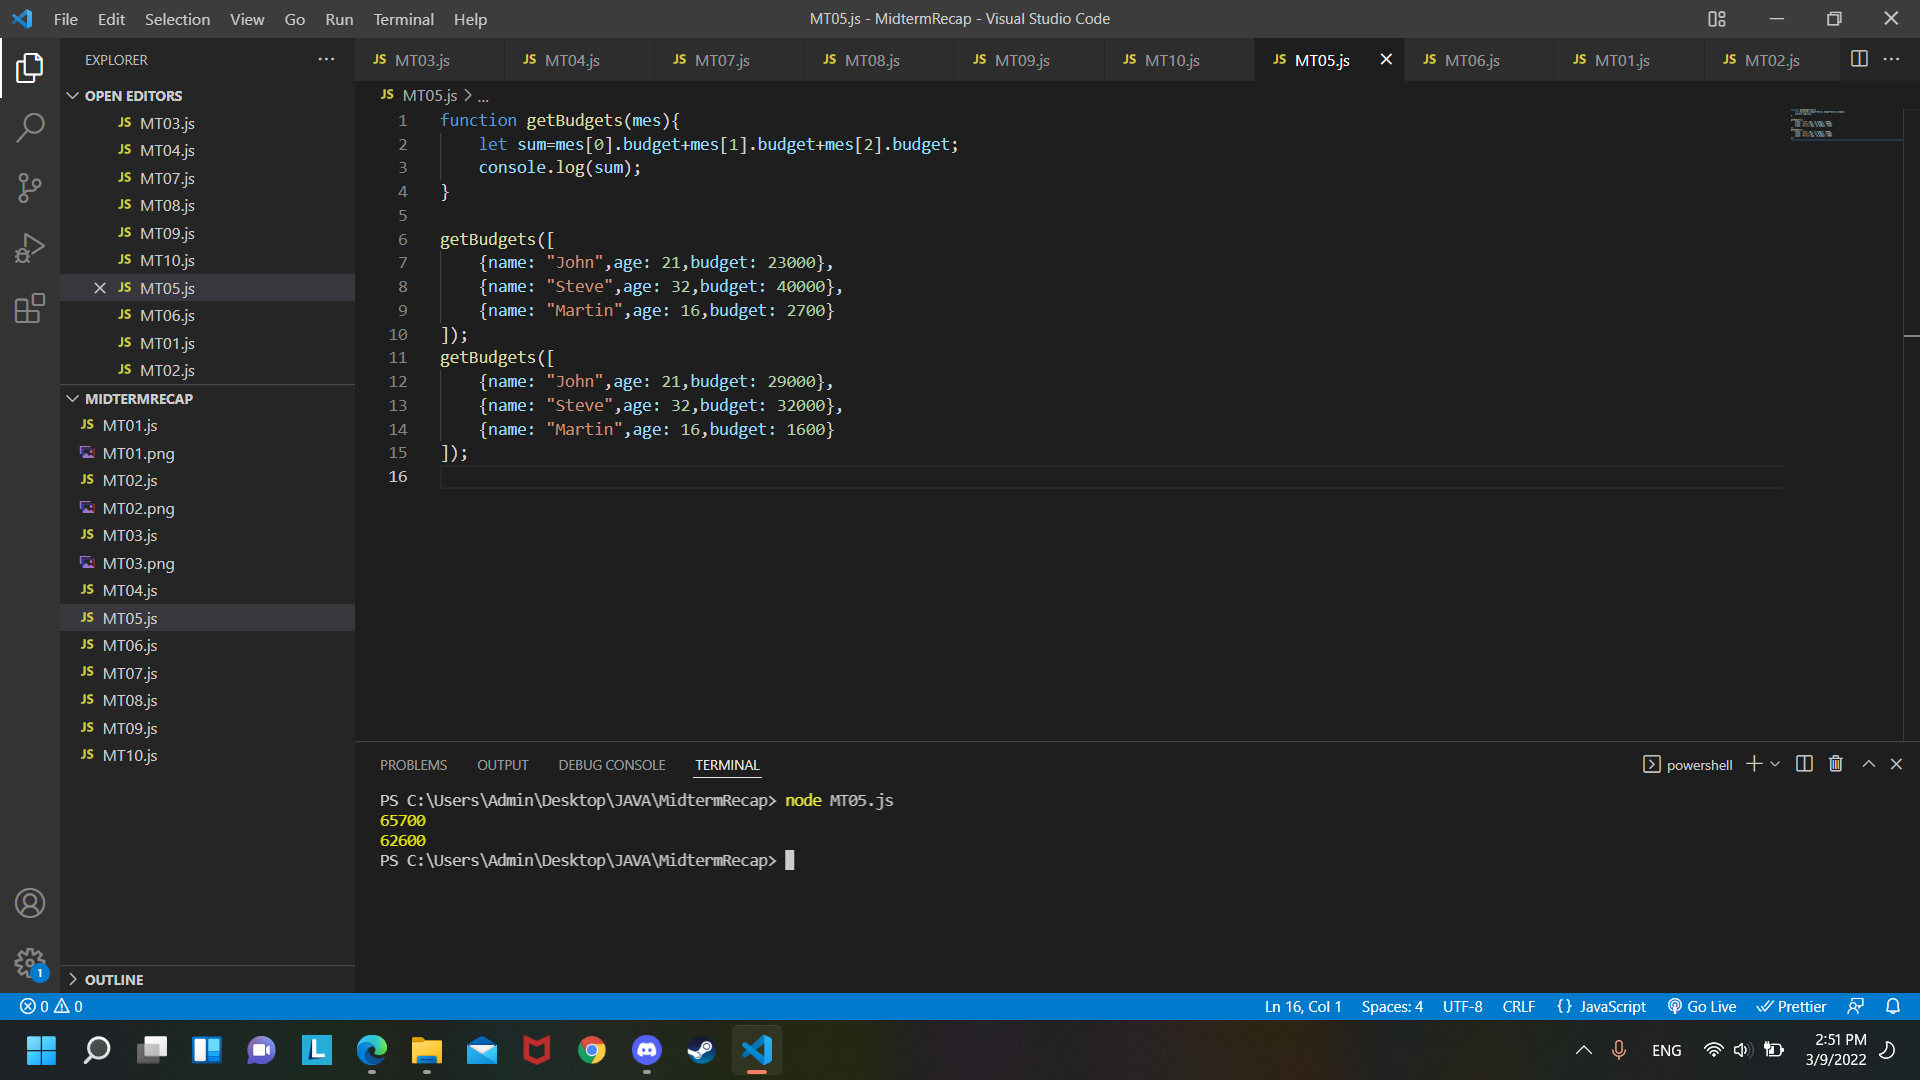 File Edit Selection View Go Run Terminal Help
MT05.js - MidtermRecap - Visual Studio Code
EXPLORER
OPEN EDITORS
JS MT03.js
JS MT04.js
JS MT07.js
JS MT08.js
JS MT09.js
JS MT10.js
JS MT05.js
JS MT06.js
JS MT01.js
JS MT02.js
MIDTERMRECAP
JS MT01.js
MT01.png
JS MT02.js
MT02.png
JS MT03.js
MT03.png
JS MT04.js
JS MT05.js
JS MT06.js
JS MT07.js
JS MT08.js
JS MT09.js
JS MT10.js
OUTLINE
JS MT03.js JS MT04.js JS MT07.js JS MT08.js JS MT09.js JS MT10.js JS MT05.js JS MT06.js JS MT01.js JS MT02.js
JS MT05.js > ...
1 function getBudgets(mes){
2 let sum=mes[0].budget+mes[1].budget+mes[2].budget;
3 console.log(sum);
4 }
5
6 getBudgets([
7 {name: "John",age: 21,budget: 23000},
8 {name: "Steve",age: 32,budget: 40000},
9 {name: "Martin",age: 16,budget: 2700}
10 ]);
11 getBudgets([
12 {name: "John",age: 21,budget: 29000},
13 {name: "Steve",age: 32,budget: 32000},
14 {name: "Martin",age: 16,budget: 1600}
15 ]);
16
PROBLEMS OUTPUT DEBUG CONSOLE TERMINAL
powershell
PS C:\Users\Admin\Desktop\JAVA\MidtermRecap> node MT05.js
65700
62600
PS C:\Users\Admin\Desktop\JAVA\MidtermRecap>
1
0 0
Ln 16, Col 1 Spaces: 4 UTF-8 CRLF {} JavaScript Go Live Prettier
L
ENG
2:51 PM
3/9/2022